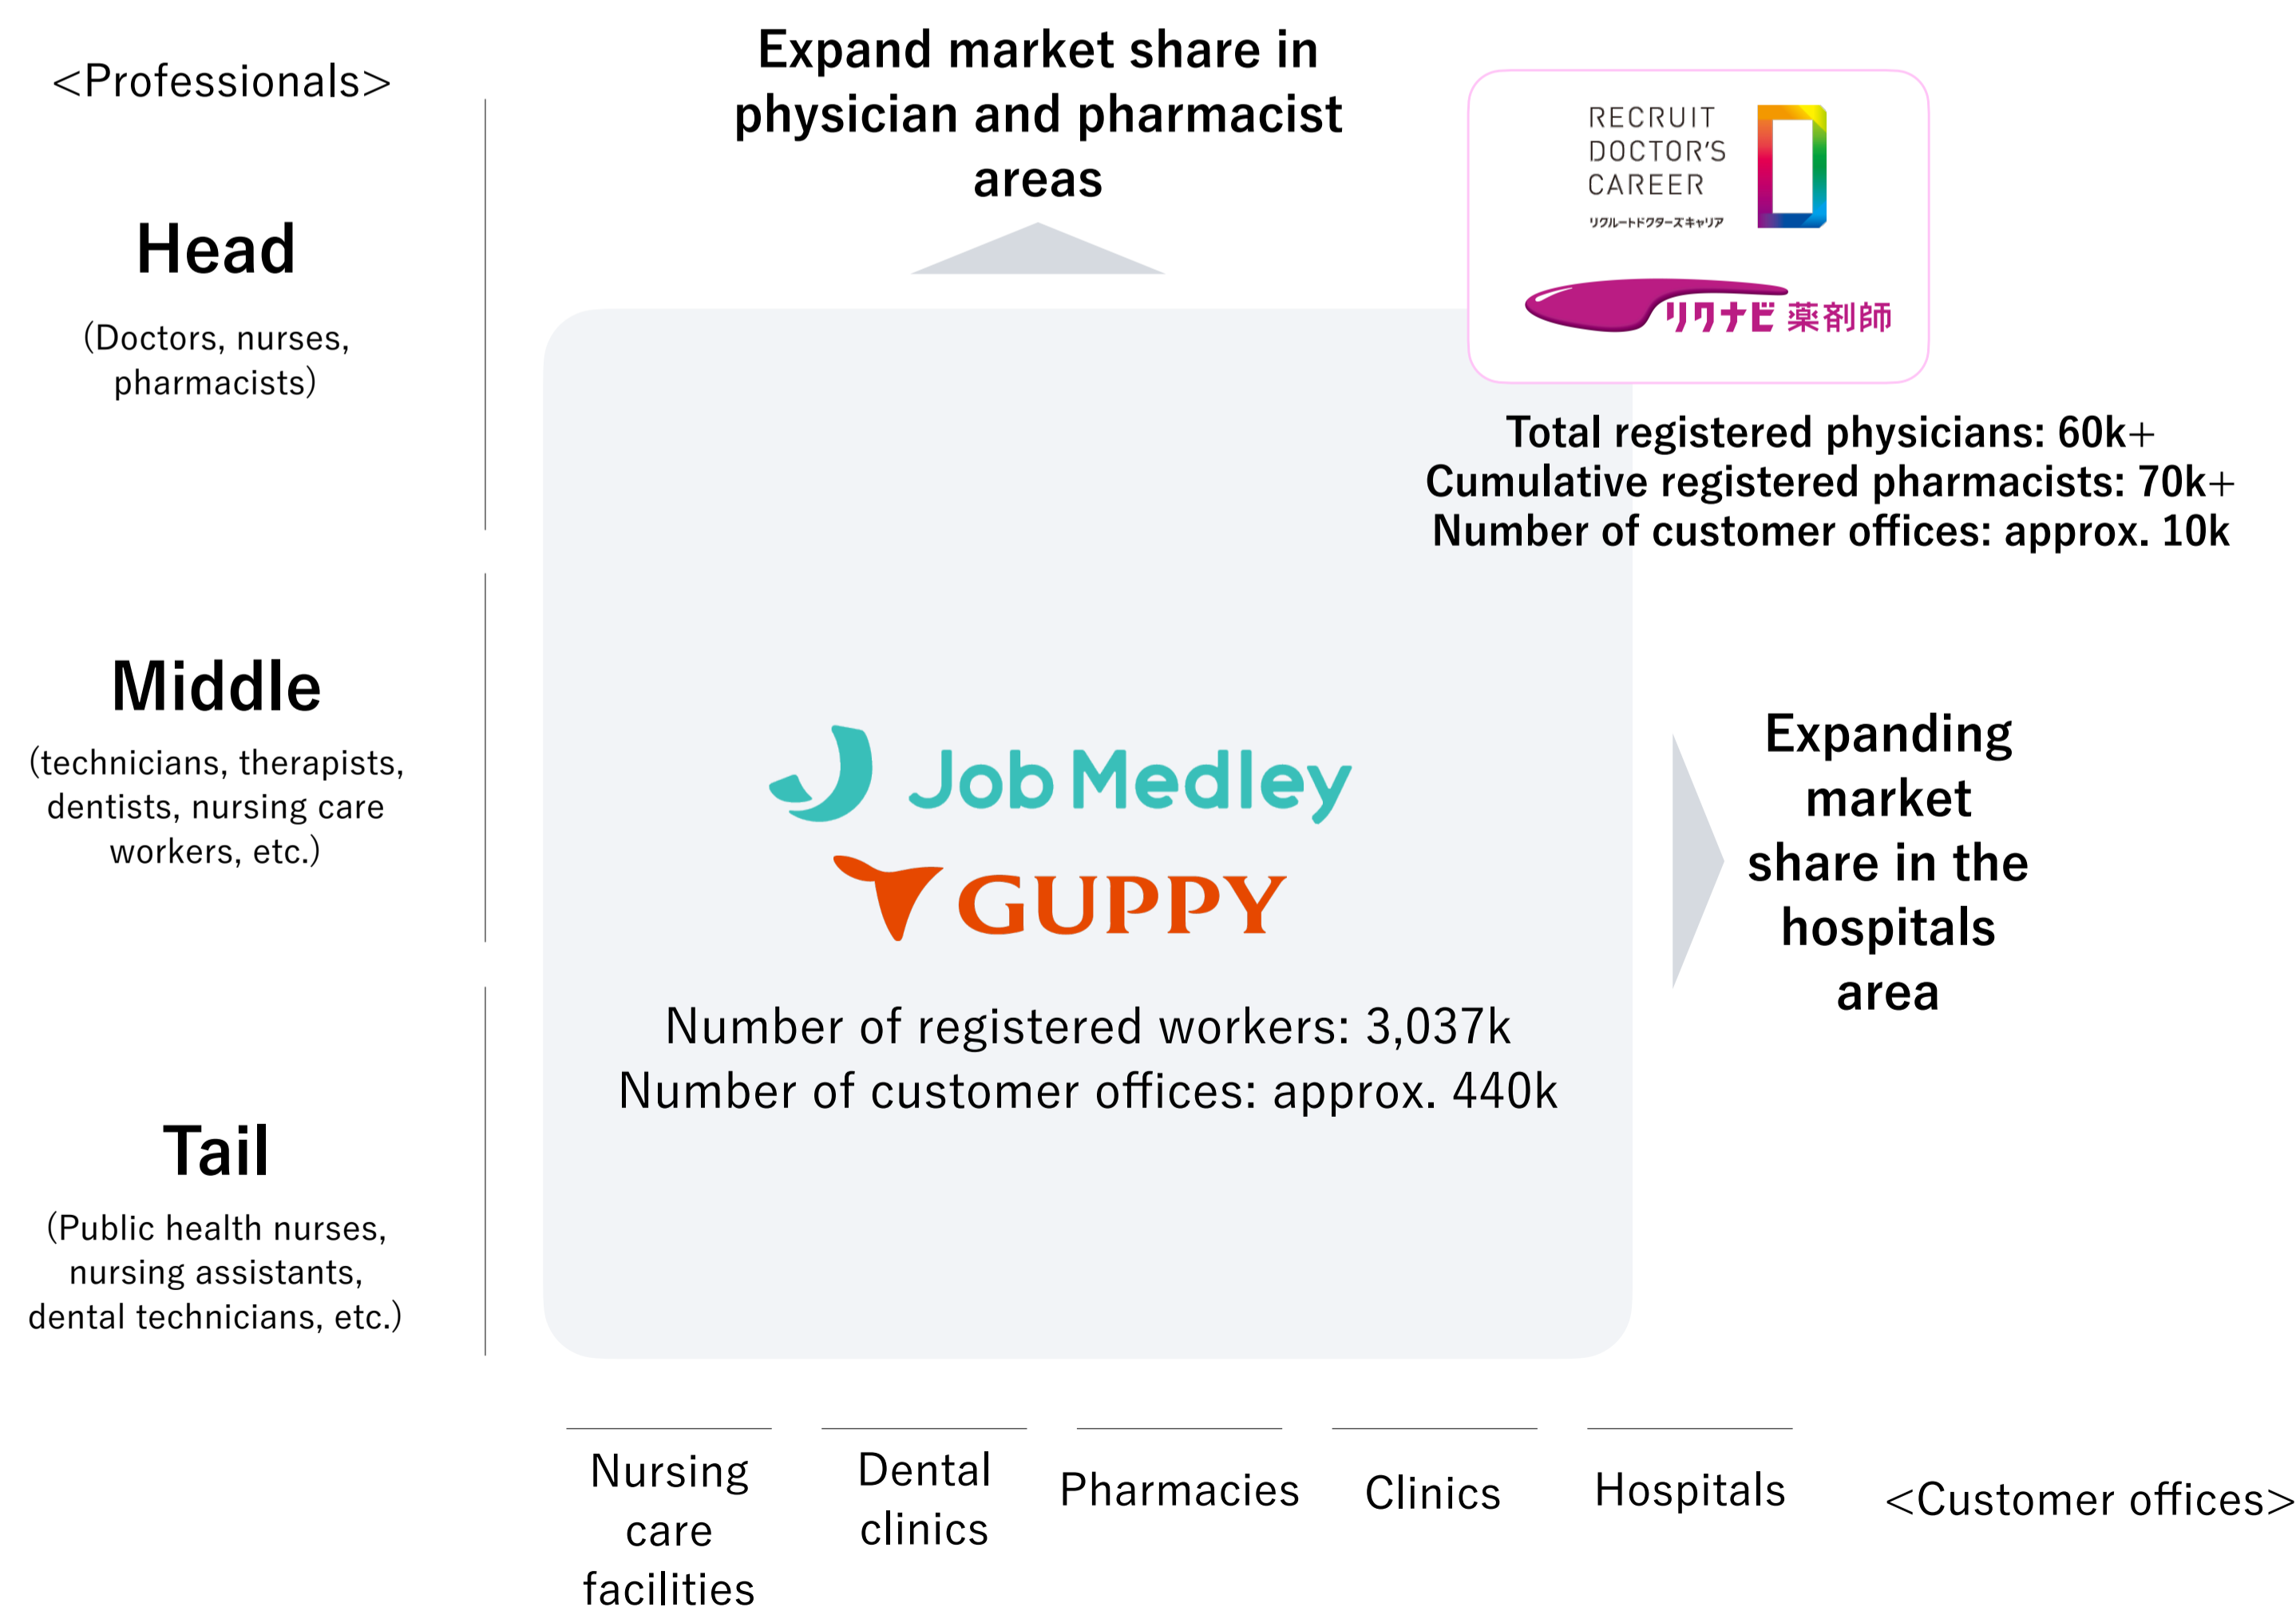 <Professionals>
Head
(Doctors, nurses,
pharmacists)
Middle
(technicians, therapists,
dentists, nursing care
workers, etc.)
Tail
(Public health nurses,
nursing assistants,
dental technicians, etc.)
Expand market share in
physician and pharmacist
areas
RECRUIT
DOCTOR'S
CAREER
リクルートドクターズキャリア
リクナビ薬剤師
Total registered physicians: 60k+
Cumulative registered pharmacists: 70k+
Number of customer offices: approx. 10k
Job Medley
GUPPY
Number of registered workers: 3,037k
Number of customer offices: approx. 440k
Expanding
market
share in the
hospitals
area
Nursing
care
facilities
Dental
clinics
Pharmacies
Clinics
Hospitals
<Customer offices>